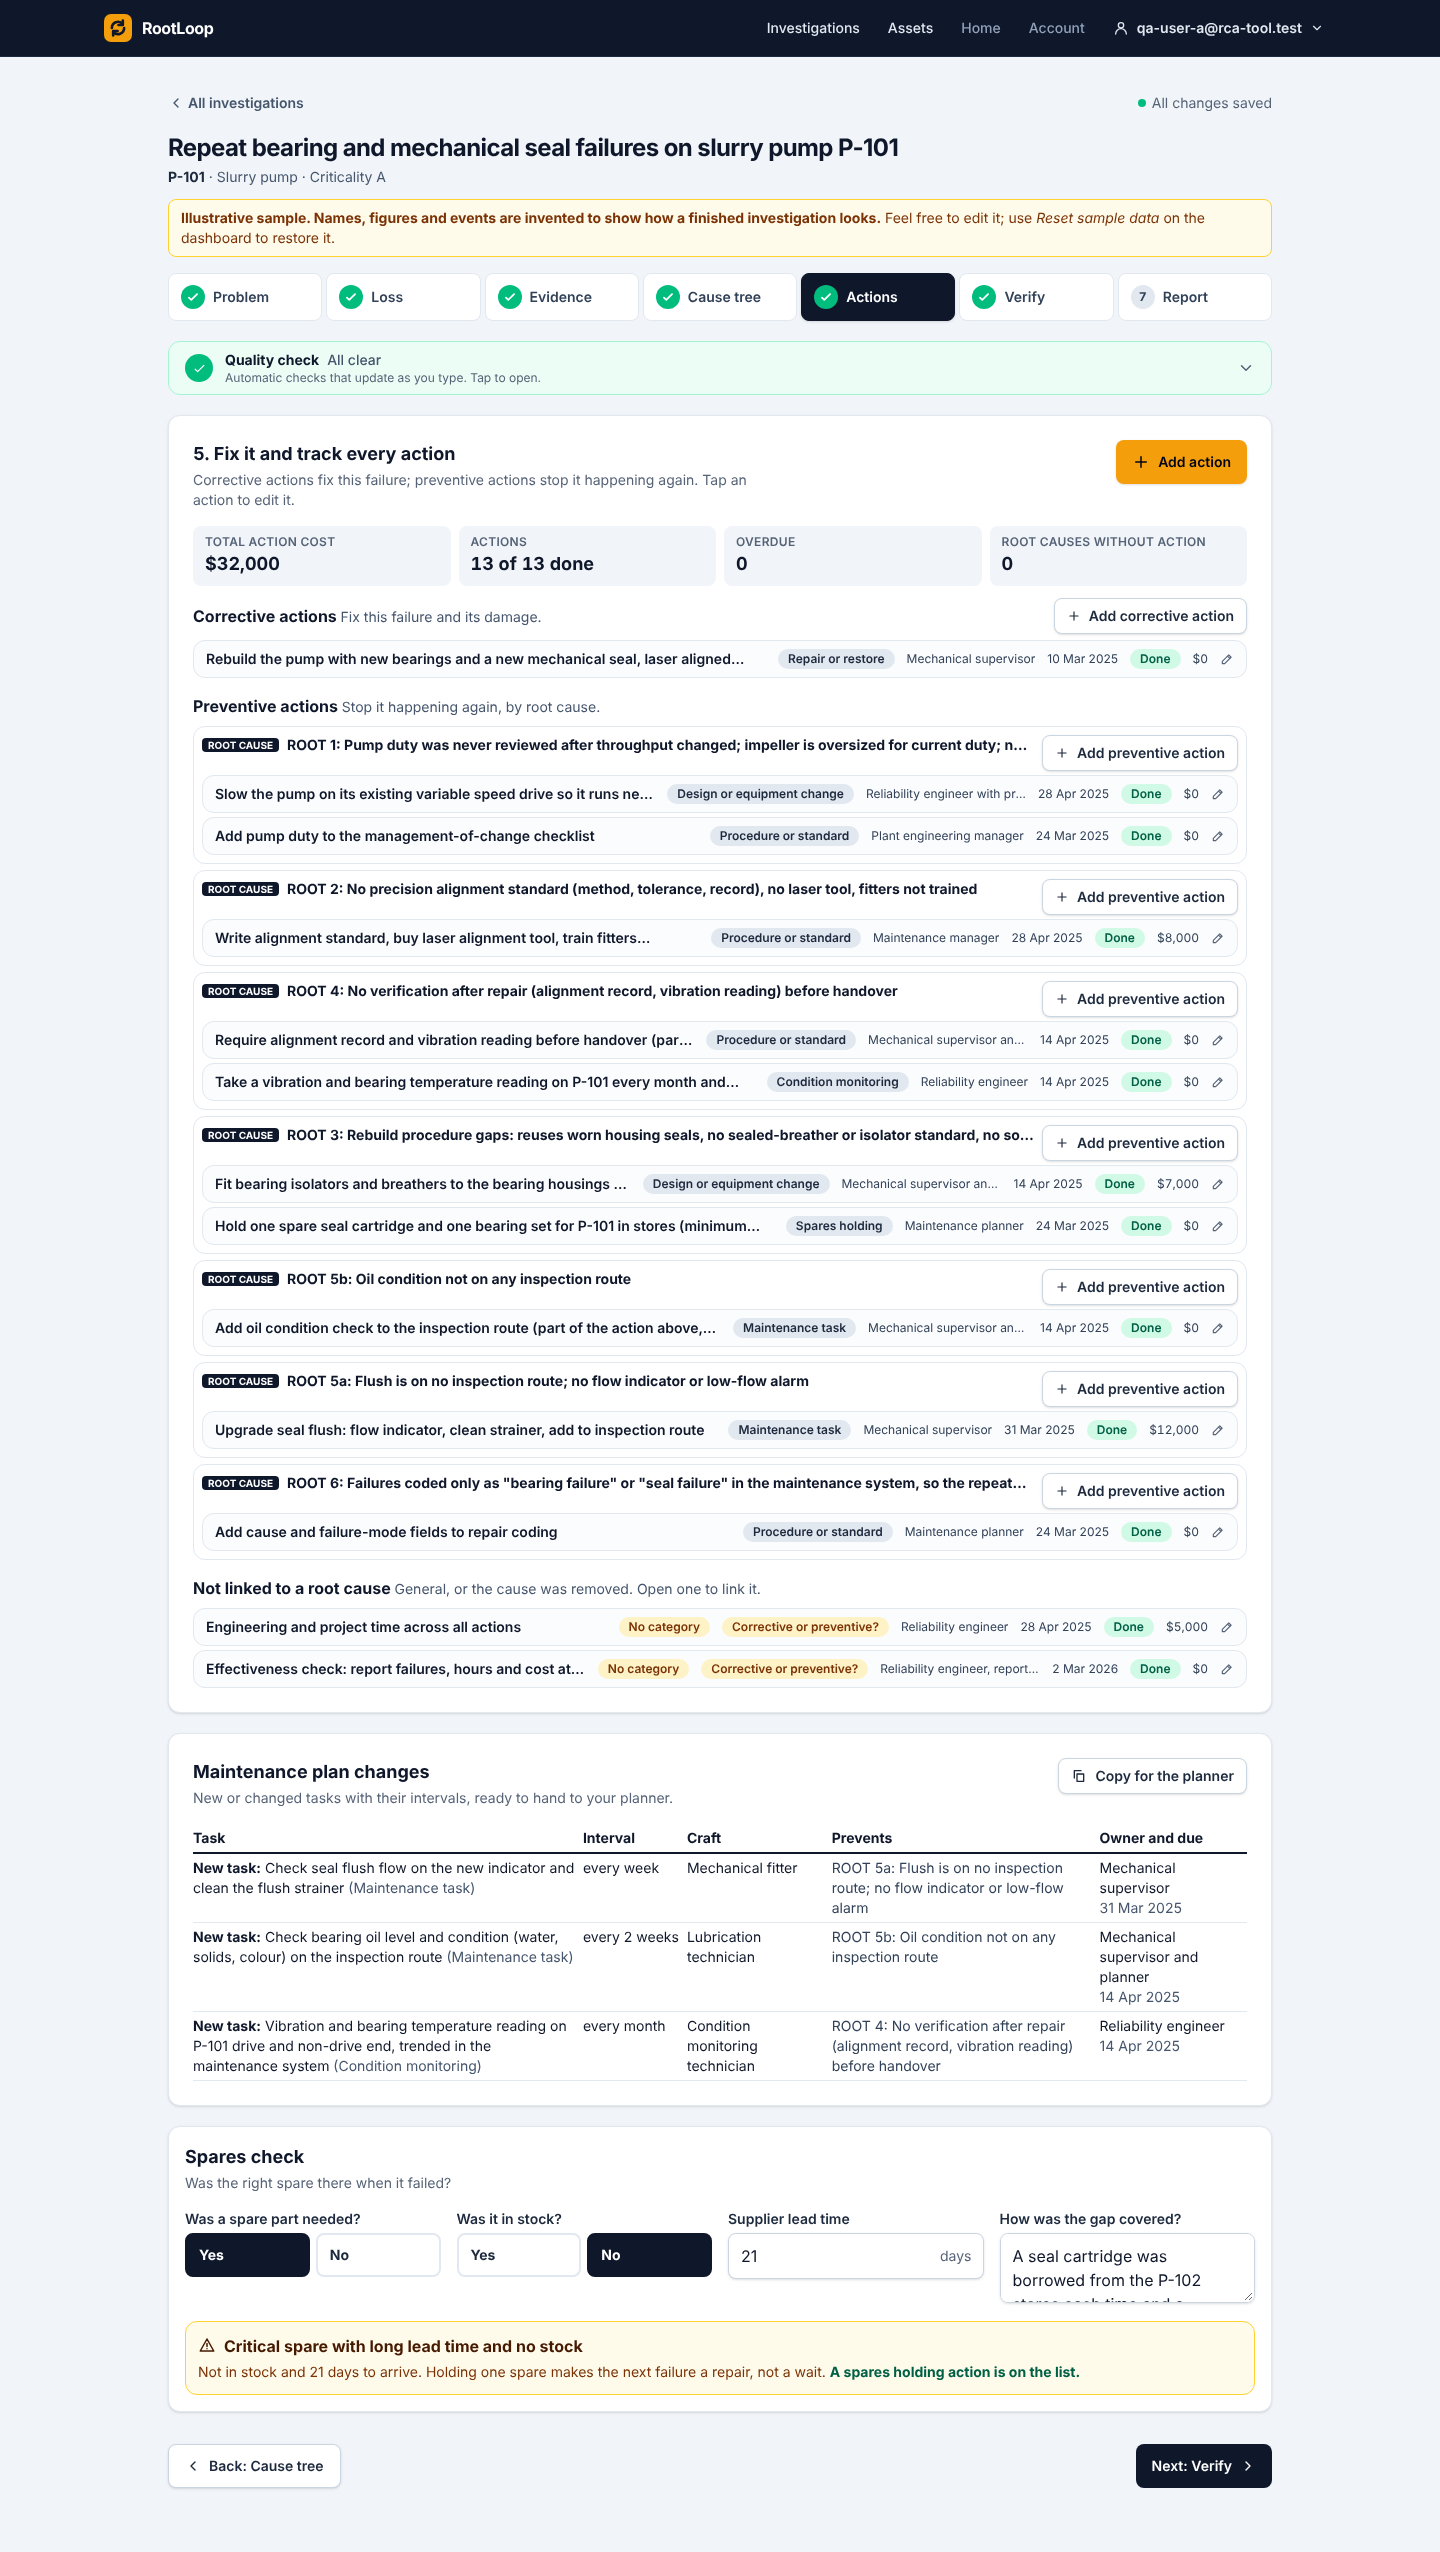 RootLoop
Investigations Assets Home Account qa-user-a@rca-tool.test
All investigations
All changes saved
Repeat bearing and mechanical seal failures on slurry pump P-101
P-101 · Slurry pump · Criticality A
Illustrative sample. Names, figures and events are invented to show how a finished investigation looks. Feel free to edit it; use Reset sample data on the
dashboard to restore it.
Problem Loss Evidence Cause tree Actions Verify 7 Report
Quality check All clear
Automatic checks that update as you type. Tap to open.
5. Fix it and track every action
Add action
Corrective actions fix this failure; preventive actions stop it happening again. Tap an
action to edit it.
TOTAL ACTION COST ACTIONS OVERDUE ROOT CAUSES WITHOUT ACTION
$32,000 13 of 13 done 0 0
Corrective actions Fix this failure and its damage.
Add corrective action
Rebuild the pump with new bearings and a new mechanical seal, laser aligned... Repair or restore Mechanical supervisor 10 Mar 2025 Done $0
Preventive actions Stop it happening again, by root cause.
ROOT CAUSE ROOT 1: Pump duty was never reviewed after throughput changed; impeller is oversized for current duty; n... Add preventive action
Slow the pump on its existing variable speed drive so it runs ne... Design or equipment change Reliability engineer with pr... 28 Apr 2025 Done $0
Add pump duty to the management-of-change checklist Procedure or standard Plant engineering manager 24 Mar 2025 Done $0
ROOT CAUSE ROOT 2: No precision alignment standard (method, tolerance, record), no laser tool, fitters not trained Add preventive action
Write alignment standard, buy laser alignment tool, train fitters... Procedure or standard Maintenance manager 28 Apr 2025 Done $8,000
ROOT CAUSE ROOT 4: No verification after repair (alignment record, vibration reading) before handover Add preventive action
Require alignment record and vibration reading before handover (par... Procedure or standard Mechanical supervisor an... 14 Apr 2025 Done $0
Take a vibration and bearing temperature reading on P-101 every month and... Condition monitoring Reliability engineer 14 Apr 2025 Done $0
ROOT CAUSE ROOT 3: Rebuild procedure gaps: reuses worn housing seals, no sealed-breather or isolator standard, no so... Add preventive action
Fit bearing isolators and breathers to the bearing housings ... Design or equipment change Mechanical supervisor an... 14 Apr 2025 Done $7,000
Hold one spare seal cartridge and one bearing set for P-101 in stores (minimum... Spares holding Maintenance planner 24 Mar 2025 Done $0
ROOT CAUSE ROOT 5b: Oil condition not on any inspection route Add preventive action
Add oil condition check to the inspection route (part of the action above,... Maintenance task Mechanical supervisor an... 14 Apr 2025 Done $0
ROOT CAUSE ROOT 5a: Flush is on no inspection route; no flow indicator or low-flow alarm Add preventive action
Upgrade seal flush: flow indicator, clean strainer, add to inspection route Maintenance task Mechanical supervisor 31 Mar 2025 Done $12,000
ROOT CAUSE ROOT 6: Failures coded only as "bearing failure" or "seal failure" in the maintenance system, so the repeat... Add preventive action
Add cause and failure-mode fields to repair coding Procedure or standard Maintenance planner 24 Mar 2025 Done $0
Not linked to a root cause General, or the cause was removed. Open one to link it.
Engineering and project time across all actions No category Corrective or preventive? Reliability engineer 28 Apr 2025 Done $5,000
Effectiveness check: report failures, hours and cost at... No category Corrective or preventive? Reliability engineer, report... 2 Mar 2026 Done $0
Maintenance plan changes
Copy for the planner
New or changed tasks with their intervals, ready to hand to your planner.
Task Interval Craft Prevents Owner and due
New task: Check seal flush flow on the new indicator and every week Mechanical fitter ROOT 5a: Flush is on no inspection Mechanical
clean the flush strainer (Maintenance task) route; no flow indicator or low-flow supervisor
alarm 31 Mar 2025
New task: Check bearing oil level and condition (water, every 2 weeks Lubrication ROOT 5b: Oil condition not on any Mechanical
solids, colour) on the inspection route (Maintenance task) technician inspection route supervisor and
planner
14 Apr 2025
New task: Vibration and bearing temperature reading on every month Condition ROOT 4: No verification after repair Reliability engineer
P-101 drive and non-drive end, trended in the monitoring (alignment record, vibration reading) 14 Apr 2025
maintenance system (Condition monitoring) technician before handover
Spares check
Was the right spare there when it failed?
Was a spare part needed? Was it in stock? Supplier lead time How was the gap covered?
Yes No Yes No 21 days A seal cartridge was
borrowed from the P-102
Critical spare with long lead time and no stock
Not in stock and 21 days to arrive. Holding one spare makes the next failure a repair, not a wait. A spares holding action is on the list.
Back: Cause tree
Next: Verify